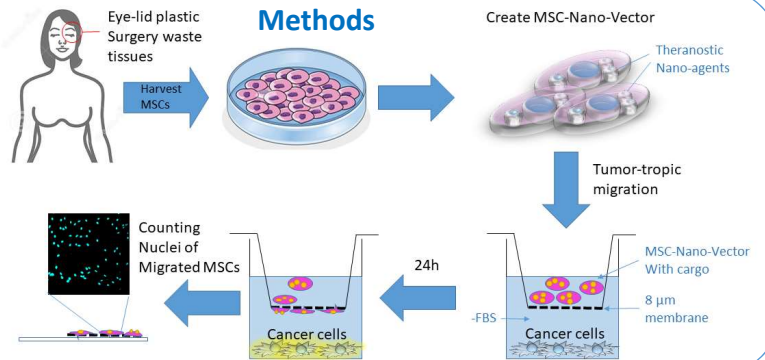 Methods
Eye-lid plastic
Surgery waste
tissues
Harvest
MSCs
Create MSC-Nano-Vector
Theranostic
Nano-agents
Tumor-tropic
migration
MSC-Nano-Vector
With cargo
8 μm
membrane
-FBS
Cancer cells
24h
Cancer cells
Counting
Nuclei of
Migrated MSCs